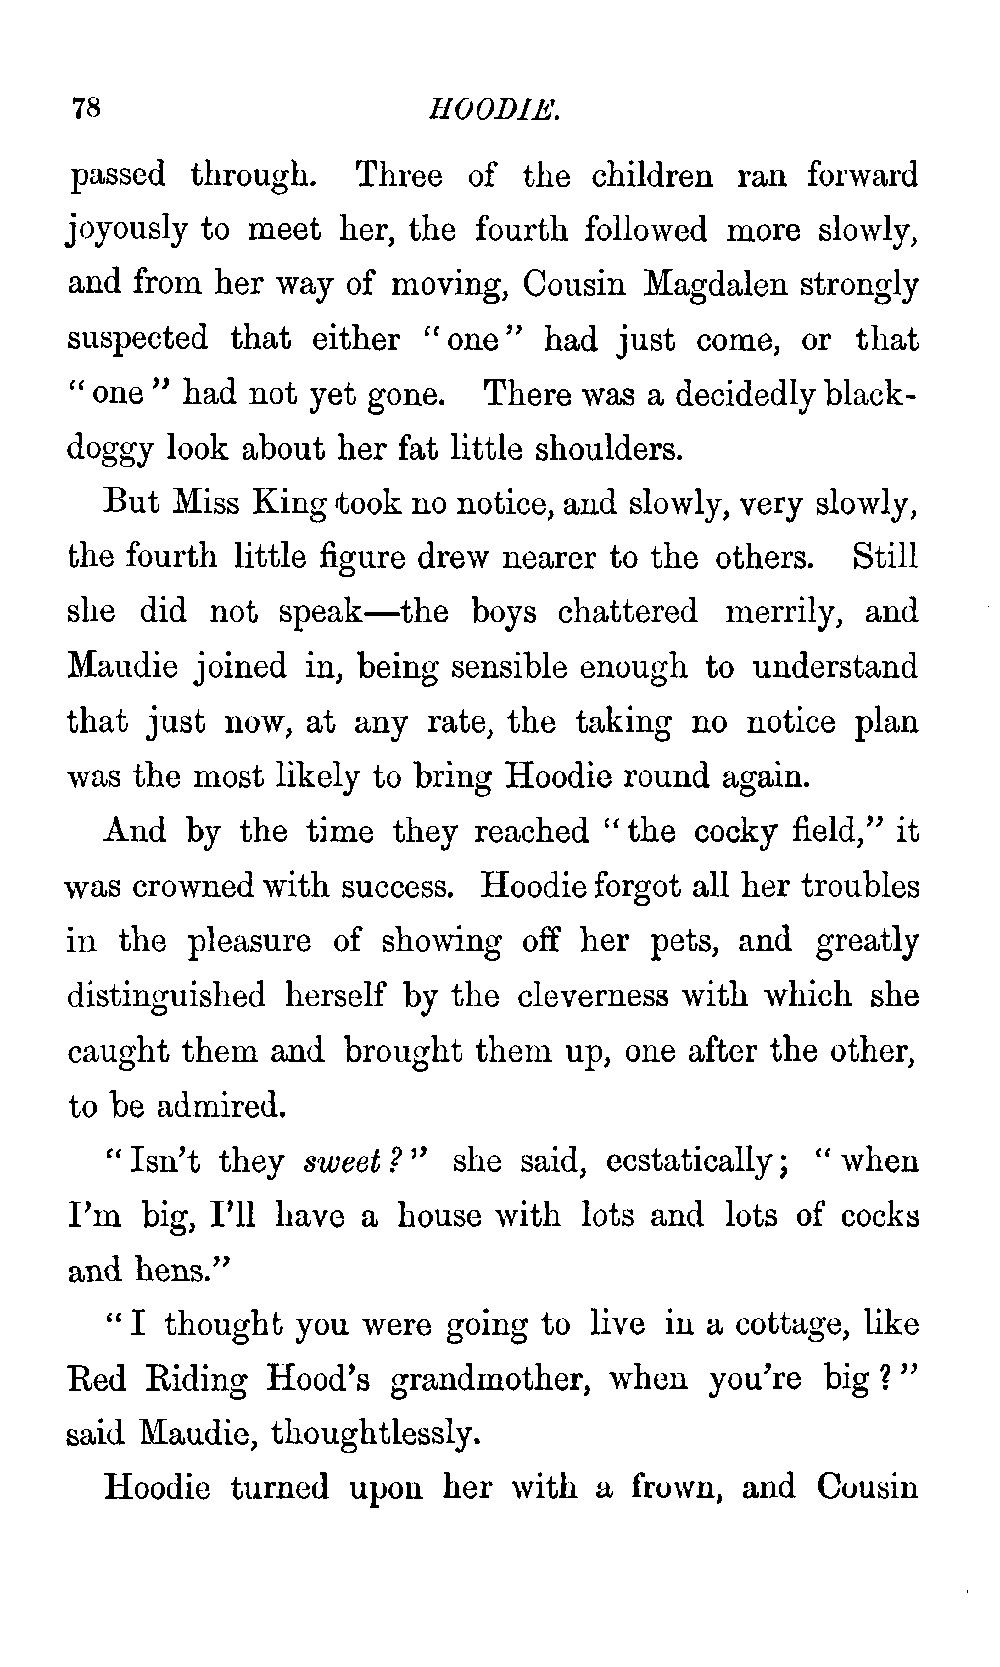 78 HOODIE.
passed through. Three of the children ran forward
joyously to meet her, the fourth followed more slowly,
and from her way of moving, Cousin Magdalen strongly
suspected that either “one” had just come, or that
“one” had not yet gone. There was a decidedly black-
doggy look about her fat little shoulders.
But Miss King took no notice, and slowly, very slowly,
the fourth little figure drew nearer to the others. Still
she did not speak—the boys chattered merrily, and
Maudie joined in, being sensible enough to understand
that just now, at any rate, the taking no notice plan
was the most likely to bring Hoodie round again.
And by the time they reached “the cocky field,” it
was crowned with success. Hoodie forgot all her troubles
in the pleasure of showing off her pets, and greatly
distinguished herself by the cleverness with which she
caught them and brought them up, one after the other,
to be admired.
“Isn’t they sweet?” she said, ecstatically; “when
I’m big, I’ll have a house with lots and lots of cocks
and hens.”
“I thought you were going to live in a cottage, like
Red Riding Hood’s grandmother, when you’re big?”
said Maudie, thoughtlessly.
Hoodie turned upon her with a frown, and Cousin